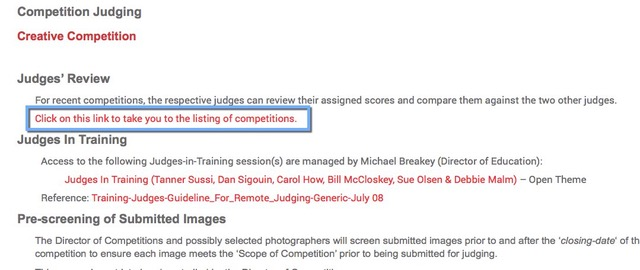 Competition Judging
Creative Competition
Judges' Review
For recent competitions, the respective judges can review their assigned scores and compare them against the two other judges.
Click on this link to take you to the listing of competitions.
Judges In Training
Access to the following Judges-in-Training session(s) are managed by Michael Breakey (Director of Education):
Judges In Training (Tanner Sussi, Dan Sigouin, Carol How, Bill McCloskey, Sue Olsen & Debbie Malm) – Open Theme
Reference: Training-Judges-Guideline_For_Remote_Judging-Generic-July 08
Pre-screening of Submitted Images
The Director of Competitions and possibly selected photographers will screen submitted images prior to and after the 'closing-date' of the
competition to ensure each image meets the 'Scope of Competition' prior to being submitted for judging.